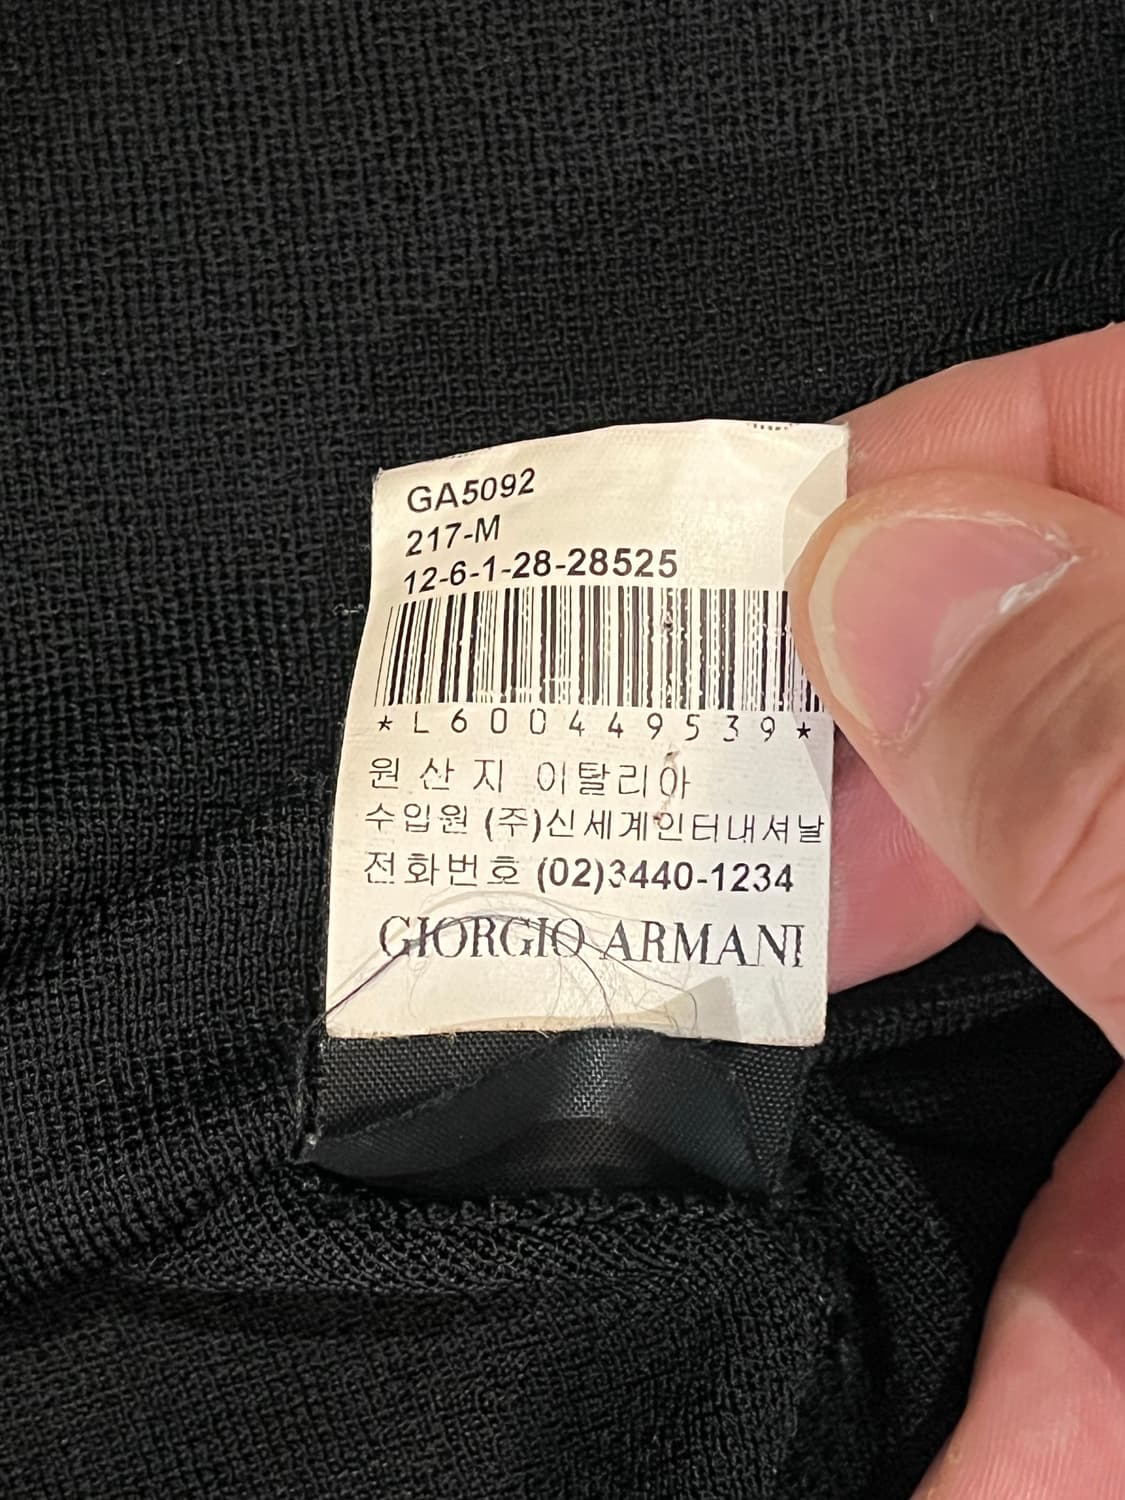 GA5092
217-M
12-6-1-28-28525
*L600449539*
원산지 이탈리아
수입원 (주)신세계인터내셔날
전화번호 (02)3440-1234
GIORGIO ARMANI